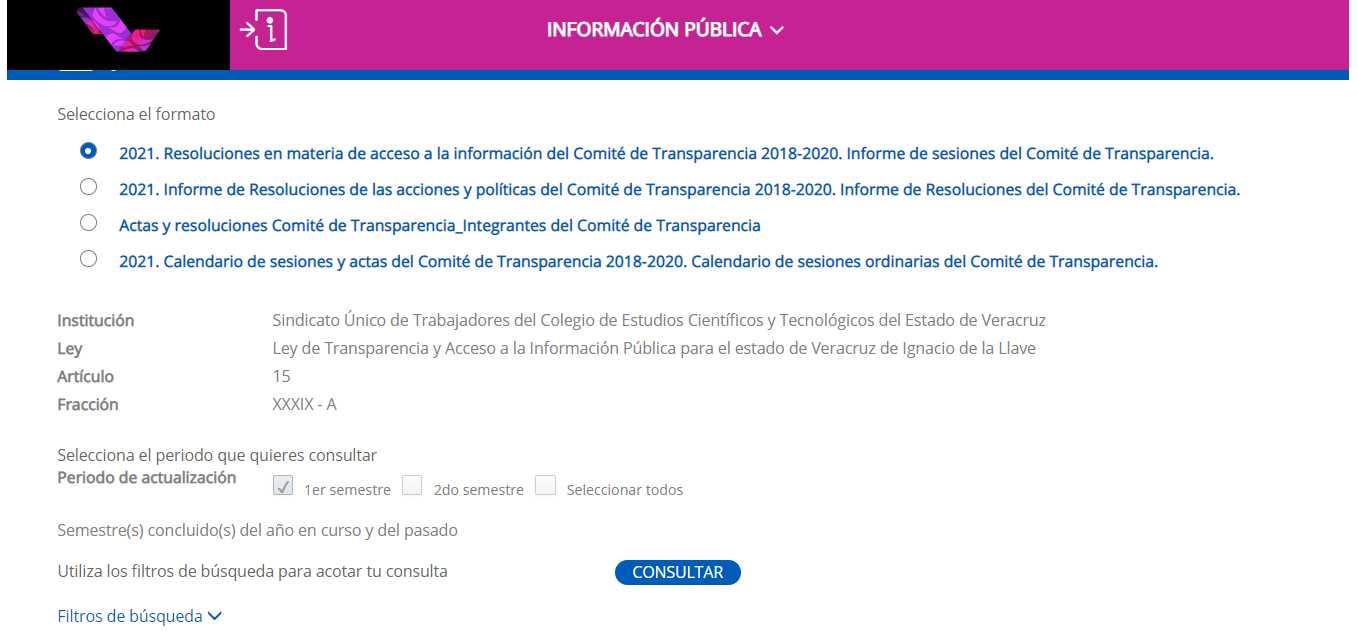 INFORMACIÓN PÚBLICA
Selecciona el formato
2021. Resoluciones en materia de acceso a la información del Comité de Transparencia 2018-2020. Informe de sesiones del Comité de Transparencia.
2021. Informe de Resoluciones de las acciones y políticas del Comité de Transparencia 2018-2020. Informe de Resoluciones del Comité de Transparencia.
Actas y resoluciones Comité de Transparencia_Integrantes del Comité de Transparencia
2021. Calendario de sesiones y actas del Comité de Transparencia 2018-2020. Calendario de sesiones ordinarias del Comité de Transparencia.
Institución Sindicato Único de Trabajadores del Colegio de Estudios Científicos y Tecnológicos del Estado de Veracruz
Ley Ley de Transparencia y Acceso a la Información Pública para el estado de Veracruz de Ignacio de la Llave
Artículo 15
Fracción XXXIX - A
Selecciona el periodo que quieres consultar
Periodo de actualización 1er semestre 2do semestre Seleccionar todos
Semestre(s) concluido(s) del año en curso y del pasado
Utiliza los filtros de búsqueda para acotar tu consulta CONSULTAR
Filtros de búsqueda